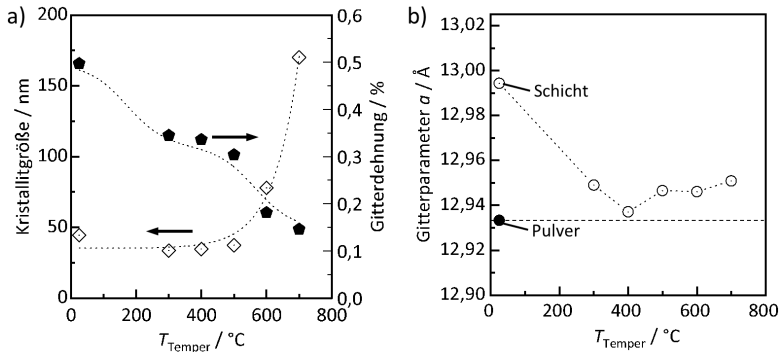 a)
Kristallitgröße / nm
200
150
100
50
0
0,6
0,5
0,4
0,3
0,2
0,1
0,0
Gitterdehnung / %
0 200 400 600 800
T_Temper / °C
b)
Gitterparameter a / Å
13,02
13,00
12,98
12,96
12,94
12,92
12,90
Schicht
Pulver
0 200 400 600 800
T_Temper / °C